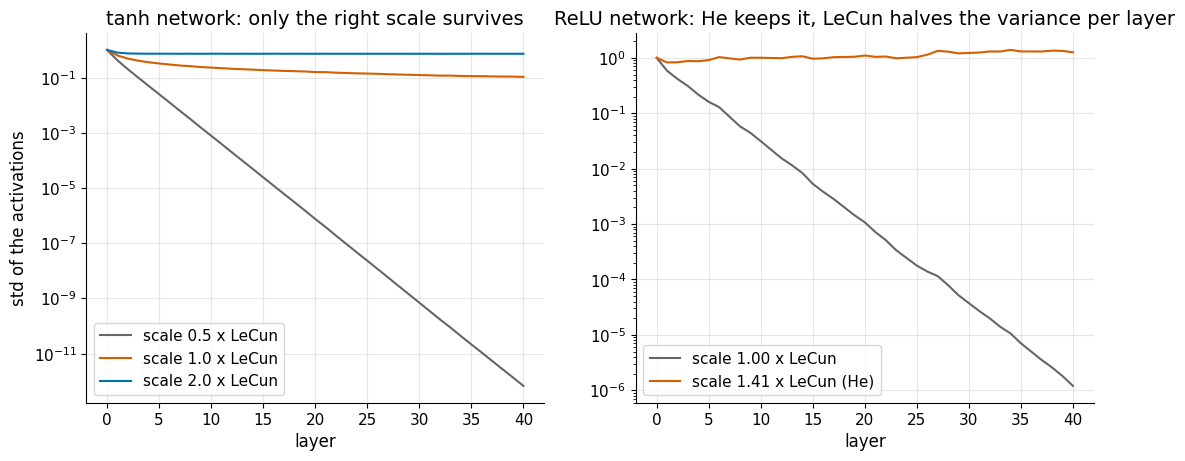 tanh network: only the right scale survives
std of the activations
10⁻¹
10⁻³
10⁻⁵
10⁻⁷
10⁻⁹
10⁻¹¹
scale 0.5 x LeCun
scale 1.0 x LeCun
scale 2.0 x LeCun
0 5 10 15 20 25 30 35 40
layer
ReLU network: He keeps it, LeCun halves the variance per layer
10⁰
10⁻¹
10⁻²
10⁻³
10⁻⁴
10⁻⁵
10⁻⁶
scale 1.00 x LeCun
scale 1.41 x LeCun (He)
0 5 10 15 20 25 30 35 40
layer